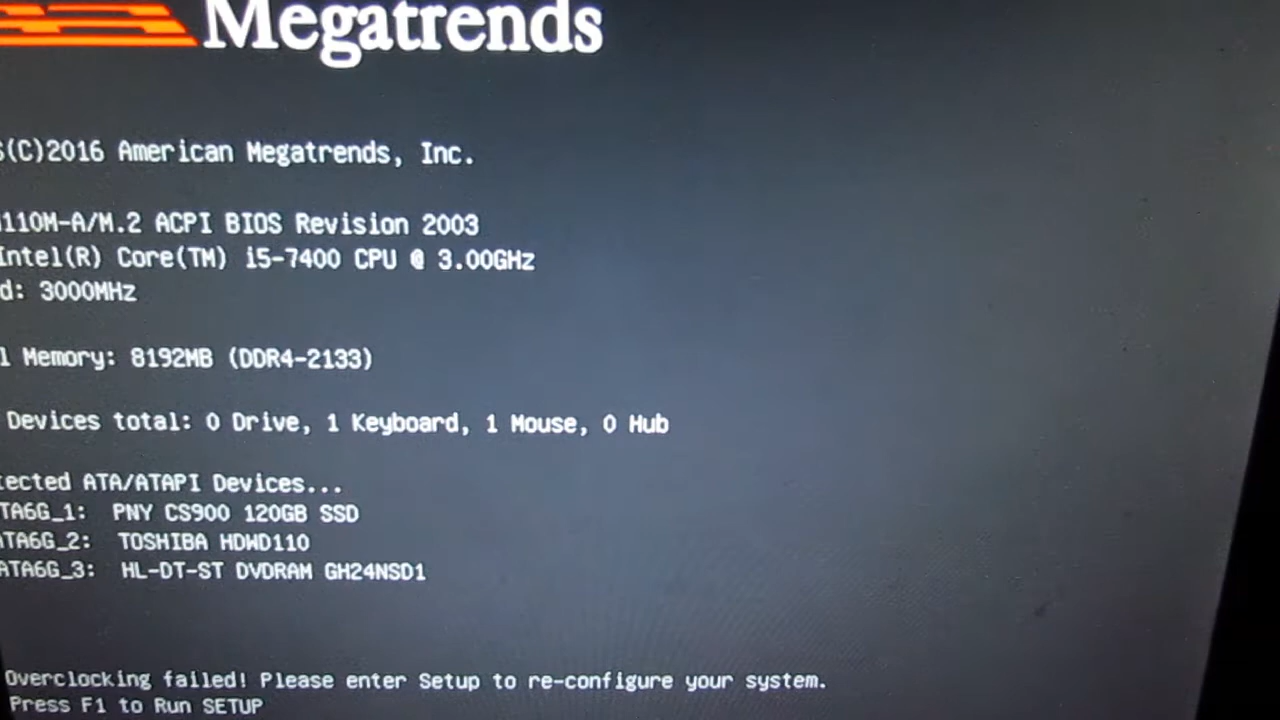 Megatrends
(C)2016 American Megatrends, Inc.
110M-A/M.2 ACPI BIOS Revision 2003
Intel(R) Core(TM) i5-7400 CPU @ 3.00GHz
d: 3000MHz
l Memory: 8192MB (DDR4-2133)
Devices total: 0 Drive, 1 Keyboard, 1 Mouse, 0 Hub
tected ATA/ATAPI Devices...
TA6G_1: PNY CS900 120GB SSD
ATA6G_2: TOSHIBA HDWD110
ATA6G_3: HL-DT-ST DVDRAM GH24NSD1
Overclocking failed! Please enter Setup to re-configure your system.
Press F1 to Run SETUP